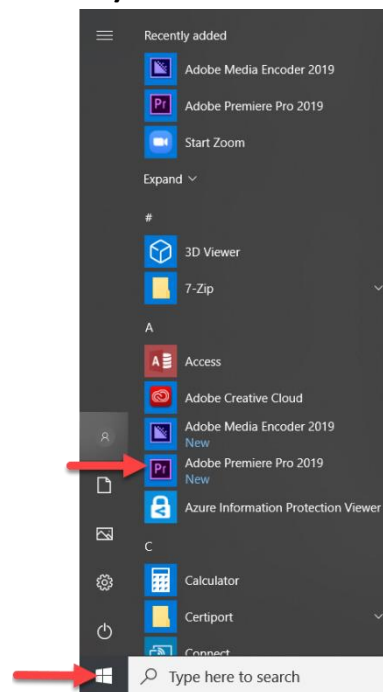 Recently added
Adobe Media Encoder 2019
Pr Adobe Premiere Pro 2019
Start Zoom
Expand
#
3D Viewer
7-Zip
A
A Access
Adobe Creative Cloud
Adobe Media Encoder 2019
New
Pr Adobe Premiere Pro 2019
New
Azure Information Protection Viewer
C
Calculator
Certiport
Connect
Type here to search